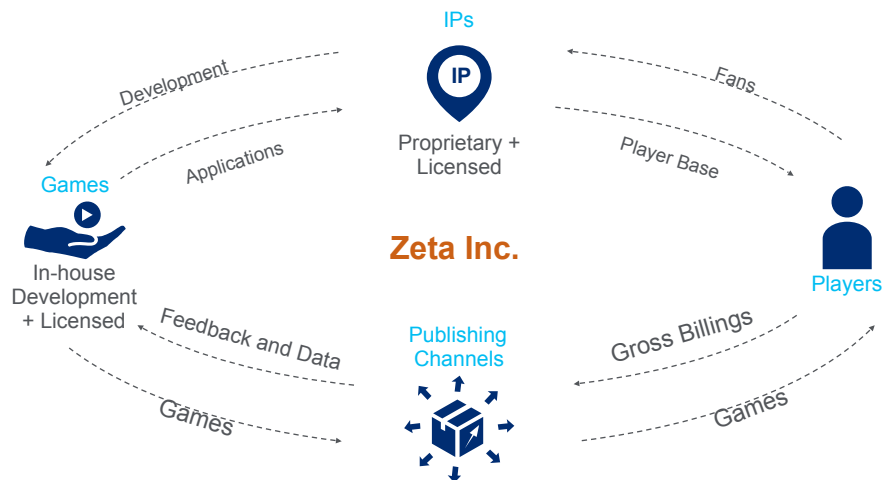 IPs
IP
Proprietary +
Licensed
Development
Applications
Fans
Player Base
Games
In-house
Development
+ Licensed
Zeta Inc.
Players
Feedback and Data
Games
Publishing
Channels
Gross Billings
Games